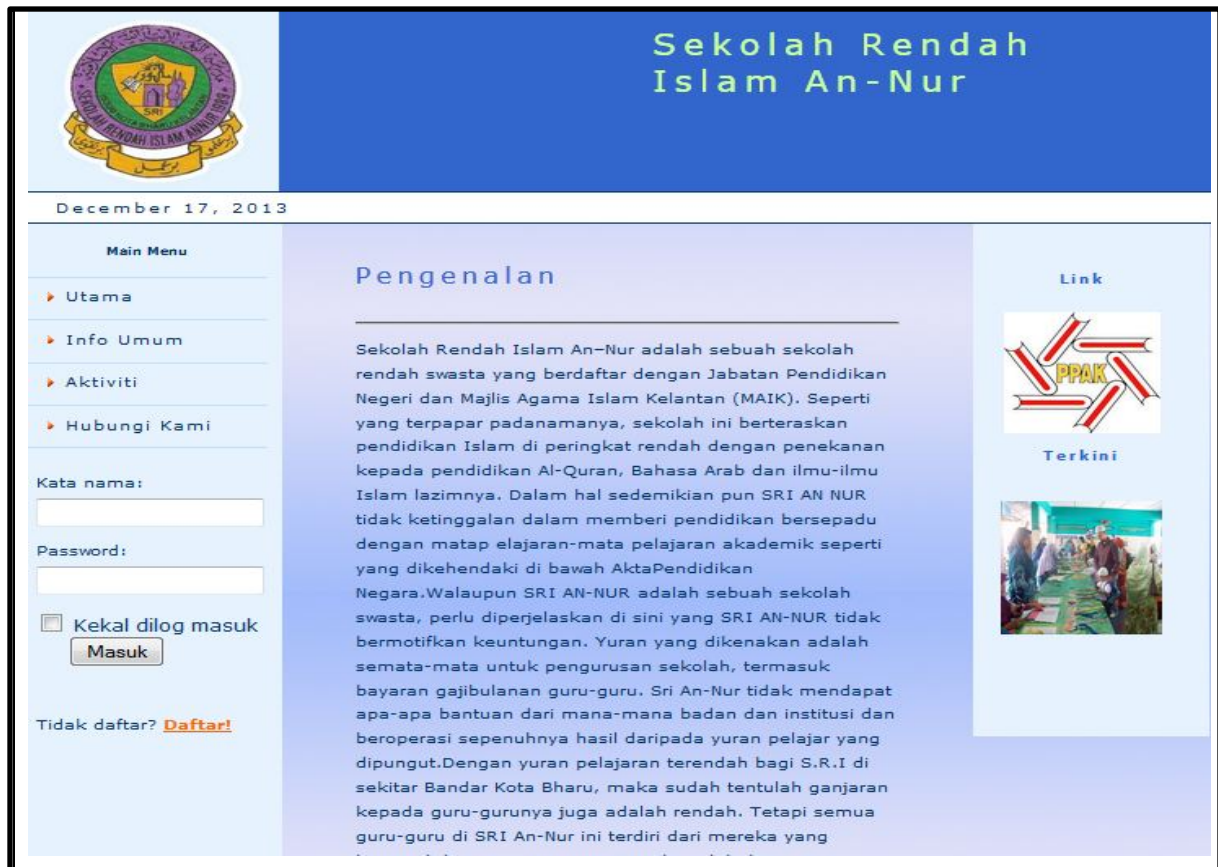 SRI
SEKOLAH RENDAH ISLAM ANNUR 1989
Sekolah Rendah
Islam An-Nur
December 17, 2013
Main Menu
Utama
Info Umum
Aktiviti
Hubungi Kami
Kata nama:
Password:
Kekal dilog masuk
Masuk
Tidak daftar? Daftar!
Pengenalan
Sekolah Rendah Islam An–Nur adalah sebuah sekolah
rendah swasta yang berdaftar dengan Jabatan Pendidikan
Negeri dan Majlis Agama Islam Kelantan (MAIK). Seperti
yang terpapar padanamanya, sekolah ini berteraskan
pendidikan Islam di peringkat rendah dengan penekanan
kepada pendidikan Al-Quran, Bahasa Arab dan ilmu-ilmu
Islam lazimnya. Dalam hal sedemikian pun SRI AN NUR
tidak ketinggalan dalam memberi pendidikan bersepadu
dengan matap elajaran-mata pelajaran akademik seperti
yang dikehendaki di bawah AktaPendidikan
Negara.Walaupun SRI AN-NUR adalah sebuah sekolah
swasta, perlu diperjelaskan di sini yang SRI AN-NUR tidak
bermotifkan keuntungan. Yuran yang dikenakan adalah
semata-mata untuk pengurusan sekolah, termasuk
bayaran gajibulanan guru-guru. Sri An-Nur tidak mendapat
apa-apa bantuan dari mana-mana badan dan institusi dan
beroperasi sepenuhnya hasil daripada yuran pelajar yang
dipungut.Dengan yuran pelajaran terendah bagi S.R.I di
sekitar Bandar Kota Bharu, maka sudah tentulah ganjaran
kepada guru-gurunya juga adalah rendah. Tetapi semua
guru-guru di SRI An-Nur ini terdiri dari mereka yang
Link
PPAK
Terkini